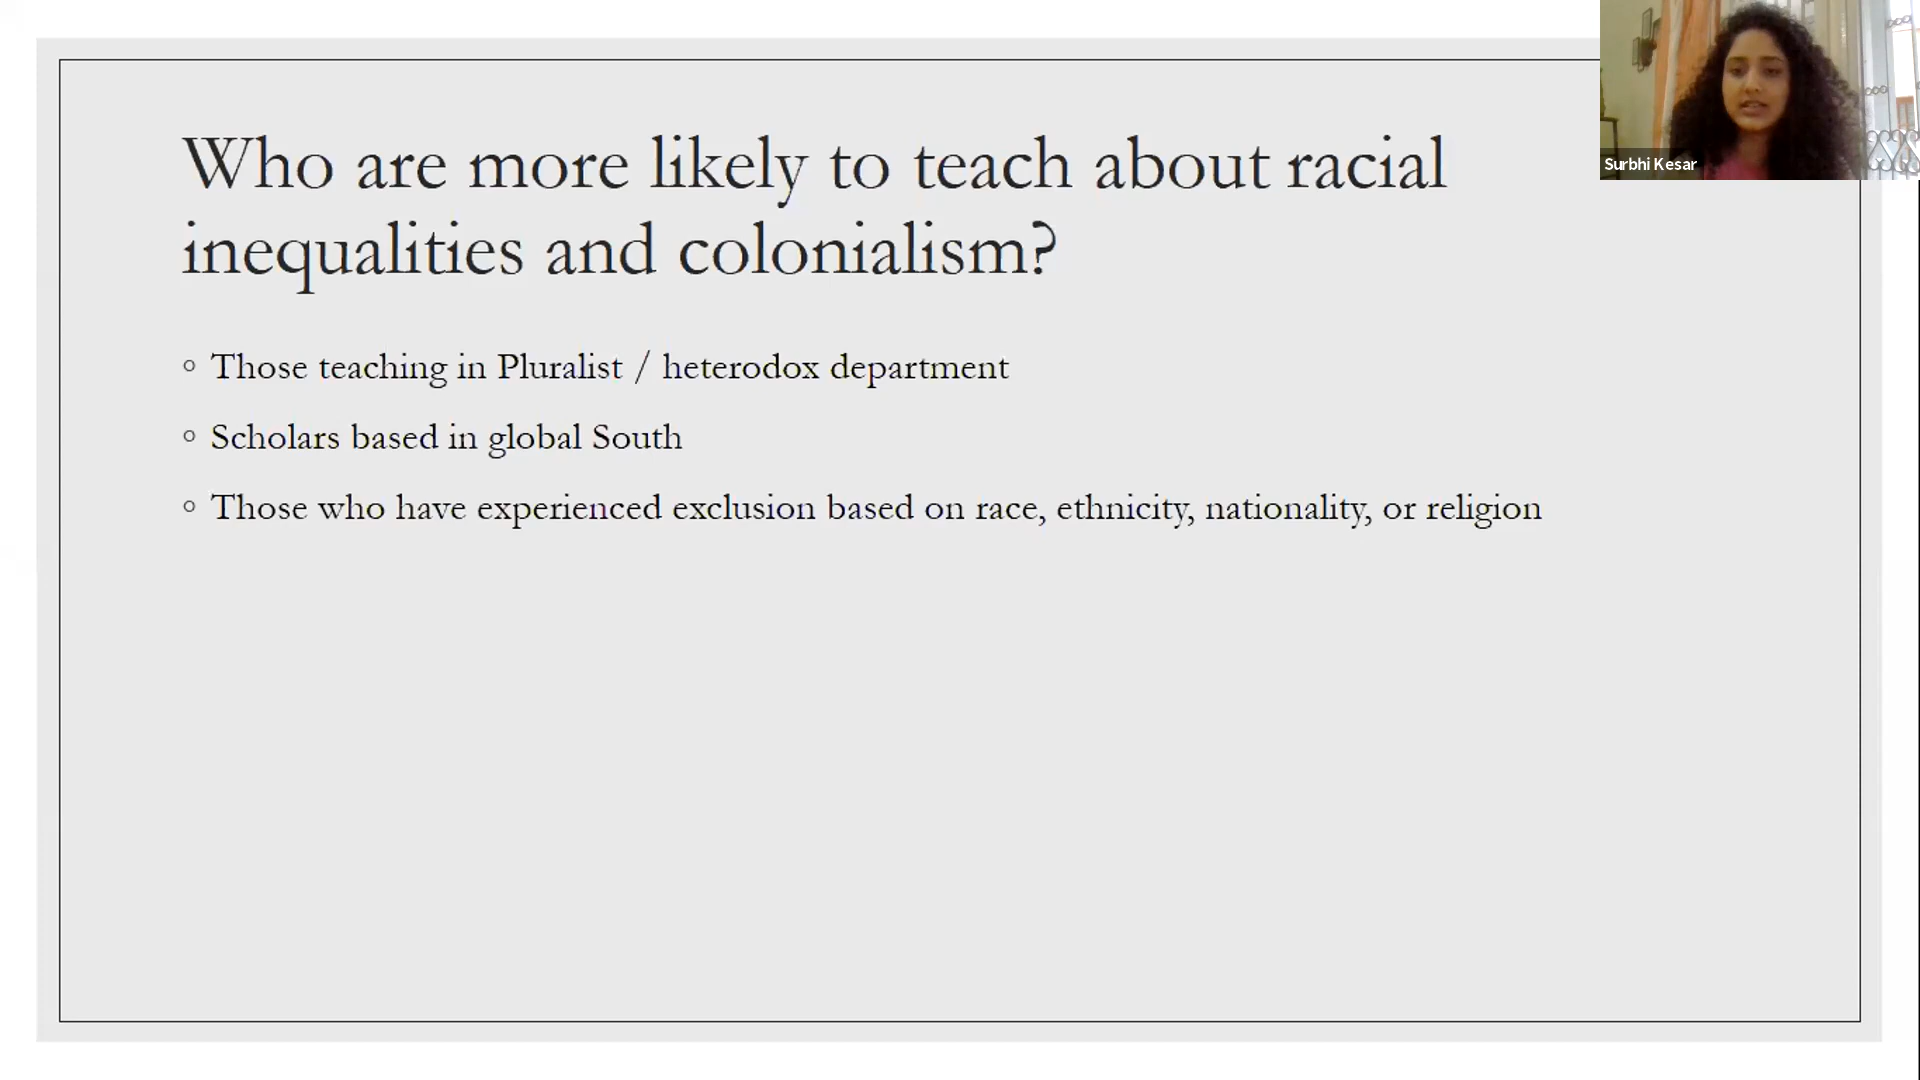 Who are more likely to teach about racial
inequalities and colonialism?
◦ Those teaching in Pluralist / heterodox department
◦ Scholars based in global South
◦ Those who have experienced exclusion based on race, ethnicity, nationality, or religion
Surbhi Kesar